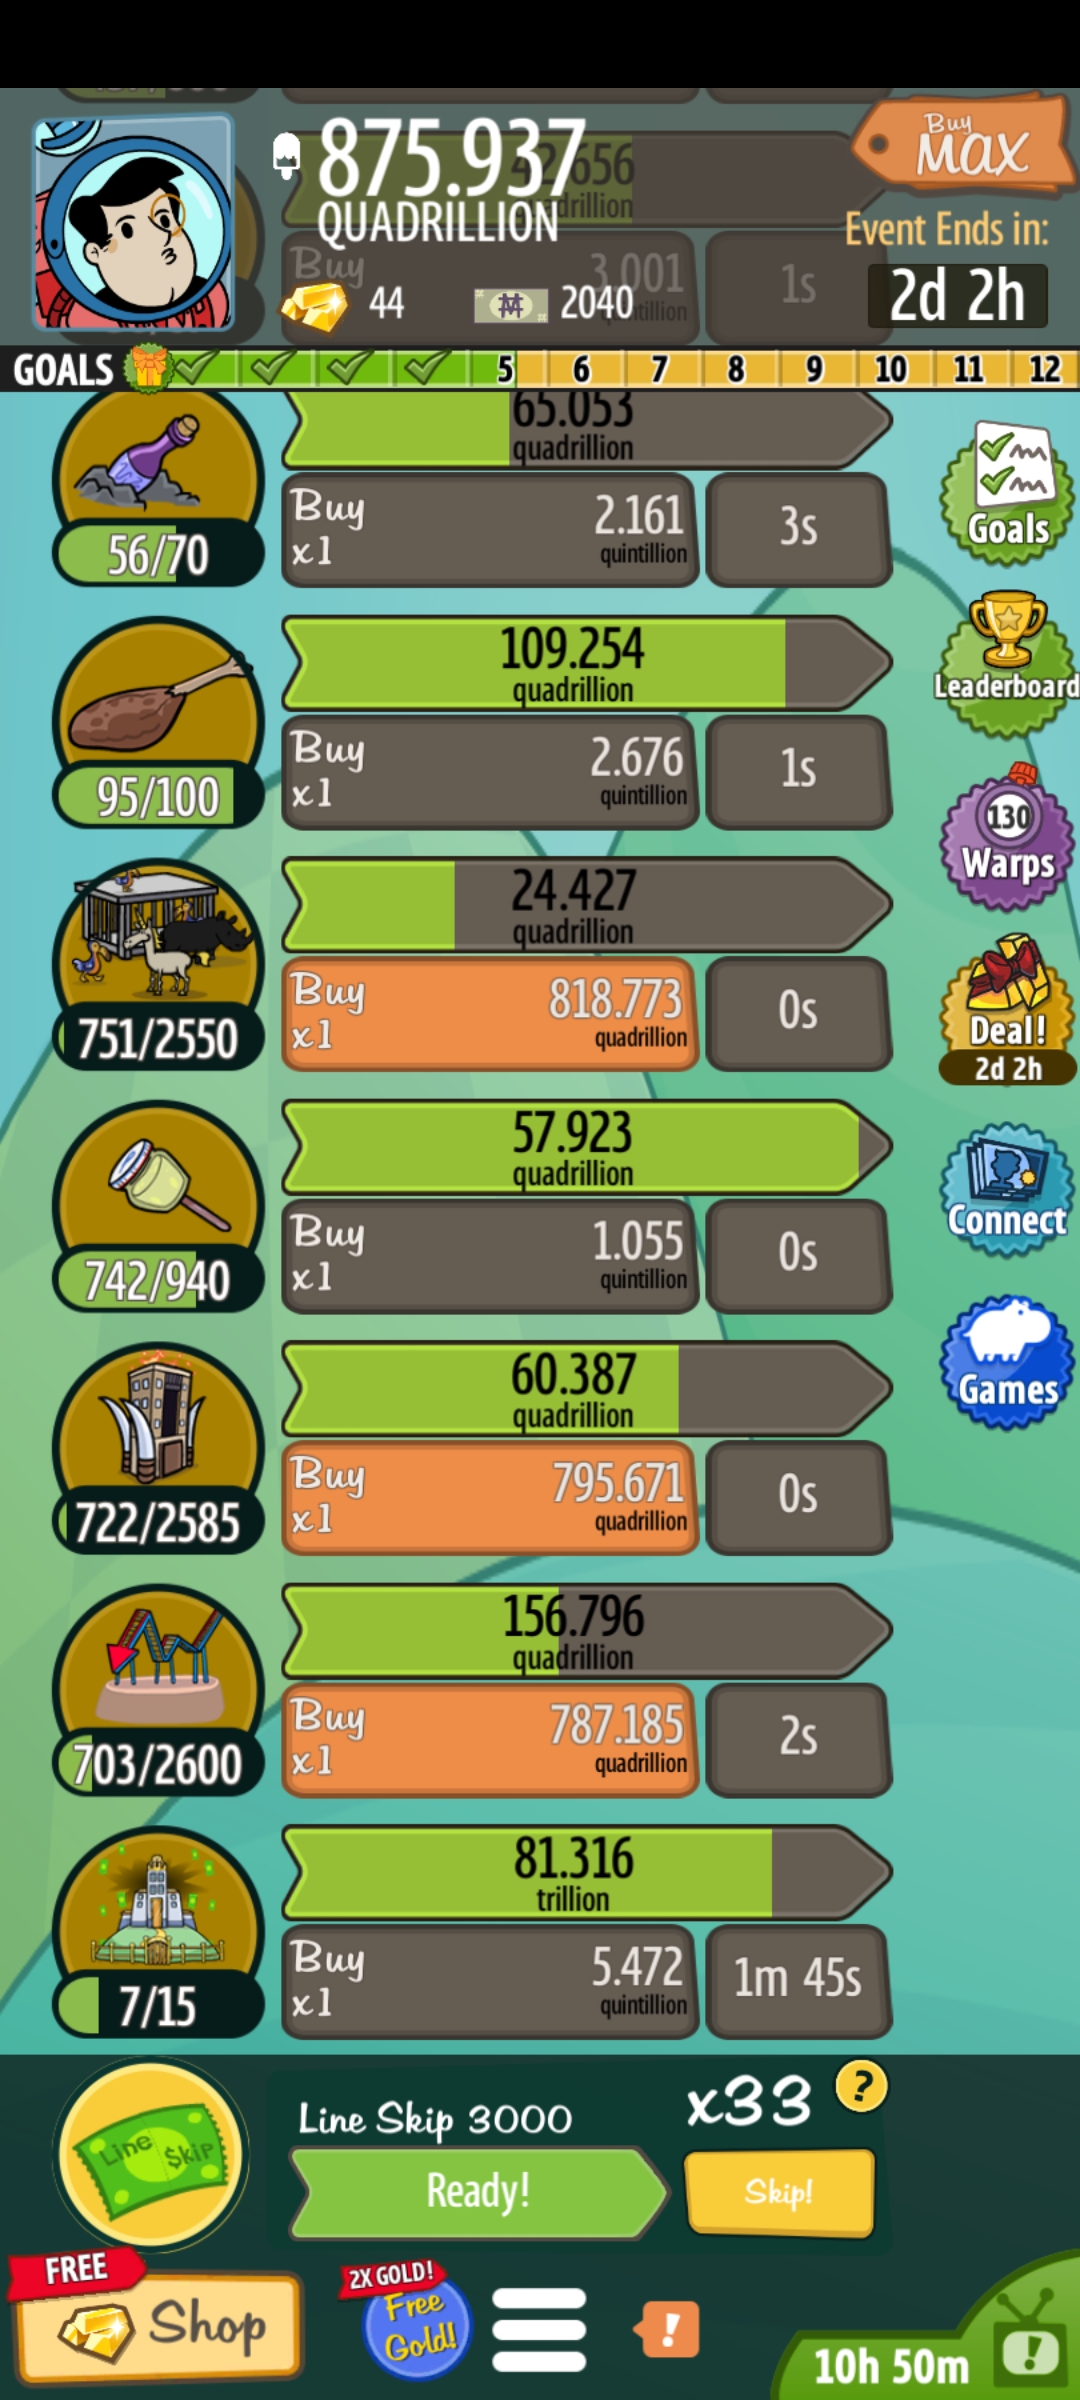 875.937
QUADRILLION
44
2040
Buy
MAX
Event Ends in:
2d 2h
42.656
quadrillion
Buy
3.001
1s
GOALS
5 6 7 8 9 10 11 12
65.053
quadrillion
56/70
Buy
x1
2.161
quintillion
3s
109.254
quadrillion
95/100
Buy
x1
2.676
quintillion
1s
24.427
quadrillion
751/2550
Buy
x1
818.773
quadrillion
0s
57.923
quadrillion
742/940
Buy
x1
1.055
quintillion
0s
60.387
quadrillion
722/2585
Buy
x1
795.671
quadrillion
0s
156.796
quadrillion
703/2600
Buy
x1
787.185
quadrillion
2s
81.316
trillion
7/15
Buy
x1
5.472
quintillion
1m 45s
Goals
Leaderboard
130
Warps
Deal!
2d 2h
Connect
Games
Line $kip
Line Skip 3000
x33
?
Ready!
Skip!
FREE
Shop
2X GOLD!
Free
Gold!
!
10h 50m
!